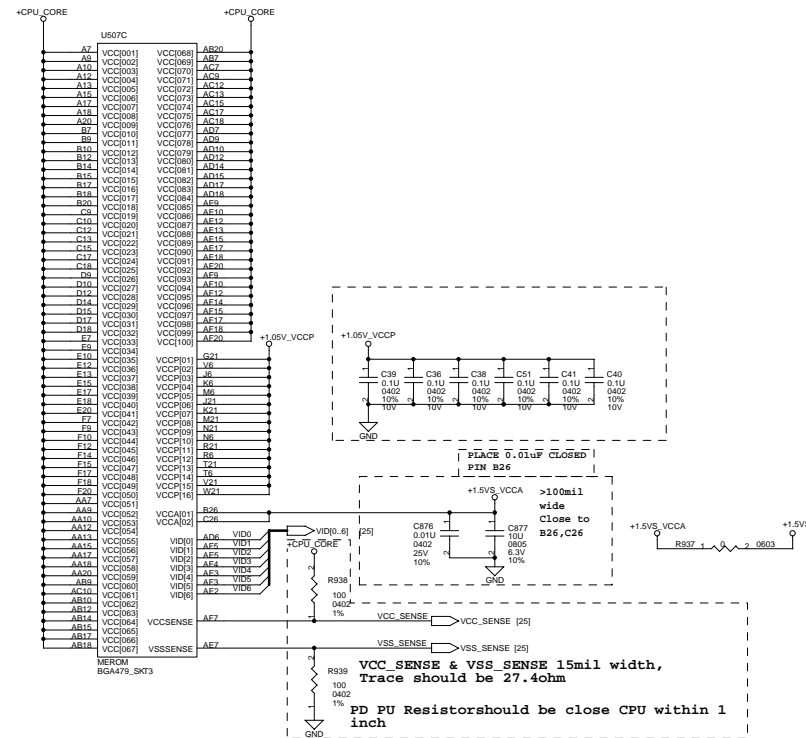 +CPU_CORE
+CPU_CORE
U507C
A7 VCC[001] VCC[068] AB20
A9 VCC[002] VCC[069] AB7
A10 VCC[003] VCC[070] AC7
A12 VCC[004] VCC[071] AC9
A13 VCC[005] VCC[072] AC12
A15 VCC[006] VCC[073] AC13
A17 VCC[007] VCC[074] AC15
A18 VCC[008] VCC[075] AC17
A20 VCC[009] VCC[076] AC18
B7 VCC[010] VCC[077] AD7
B9 VCC[011] VCC[078] AD9
B10 VCC[012] VCC[079] AD10
B12 VCC[013] VCC[080] AD12
B14 VCC[014] VCC[081] AD14
B15 VCC[015] VCC[082] AD15
B17 VCC[016] VCC[083] AD17
B18 VCC[017] VCC[084] AD18
B20 VCC[018] VCC[085] AE9
C9 VCC[019] VCC[086] AE10
C10 VCC[020] VCC[087] AE12
C12 VCC[021] VCC[088] AE13
C13 VCC[022] VCC[089] AE15
C15 VCC[023] VCC[090] AE17
C17 VCC[024] VCC[091] AE18
C18 VCC[025] VCC[092] AE20
D9 VCC[026] VCC[093] AF9
D10 VCC[027] VCC[094] AF10
D12 VCC[028] VCC[095] AF12
D14 VCC[029] VCC[096] AF14
D15 VCC[030] VCC[097] AF15
D17 VCC[031] VCC[098] AF17
D18 VCC[032] VCC[099] AF18
E7 VCC[033] VCC[100] AF20
E9 VCC[034]
+1.05V_VCCP
E10 VCC[035] VCCP[01] G21
E12 VCC[036] VCCP[02] V6
E13 VCC[037] VCCP[03] J6
E15 VCC[038] VCCP[04] K6
E17 VCC[039] VCCP[05] M6
E18 VCC[040] VCCP[06] J21
E20 VCC[041] VCCP[07] K21
F7 VCC[042] VCCP[08] M21
F9 VCC[043] VCCP[09] N21
F10 VCC[044] VCCP[10] N6
F12 VCC[045] VCCP[11] R21
F14 VCC[046] VCCP[12] R6
F15 VCC[047] VCCP[13] T21
F17 VCC[048] VCCP[14] T6
F18 VCC[049] VCCP[15] V21
F20 VCC[050] VCCP[16] W21
AA7 VCC[051]
AA9 VCC[052] VCCA[01] B26
AA10 VCC[053] VCCA[02] C26
AA12 VCC[054]
AA13 VCC[055] VID[0] AD6 VID0
AA15 VCC[056] VID[1] AF5 VID1
AA17 VCC[057] VID[2] AE5 VID2
AA18 VCC[058] VID[3] AF4 VID3
AA20 VCC[059] VID[4] AE3 VID4
AB9 VCC[060] VID[5] AF3 VID5
AC10 VCC[061] VID[6] AE2 VID6
AB10 VCC[062]
AB12 VCC[063]
AB14 VCC[064] VCCSENSE AF7
AB15 VCC[065]
AB17 VCC[066]
AB18 VCC[067] VSSSENSE AE7
MEROM
BGA479_SKT3
+1.05V_VCCP
1 1 1 1 1 1
C39 C36 C38 C51 C41 C40
0.1U 0.1U 0.1U 0.1U 0.1U 0.1U
0402 0402 0402 0402 0402 0402
10% 10% 10% 10% 10% 10%
10V 10V 10V 10V 10V 10V
2 2 2 2 2 2
GND
PLACE 0.01uF CLOSED
PIN B26
+1.5VS_VCCA
>100mil
wide
Close to
B26,C26
C876
0.01U
0402
25V
10%
1
2
C877
10U
0805
6.3V
10%
1
2
GND
+1.5VS_VCCA
R937 1 0 2 0603
+1.5VS
VID[0..6] [25]
+CPU_CORE
2
R938
100
0402
1%
1
VCC_SENSE VCC_SENSE [25]
VSS_SENSE VSS_SENSE [25]
2
R939
100
0402
1%
1
GND
VCC_SENSE & VSS_SENSE 15mil width,
Trace should be 27.4ohm
PD PU Resistorshould be close CPU within 1
inch